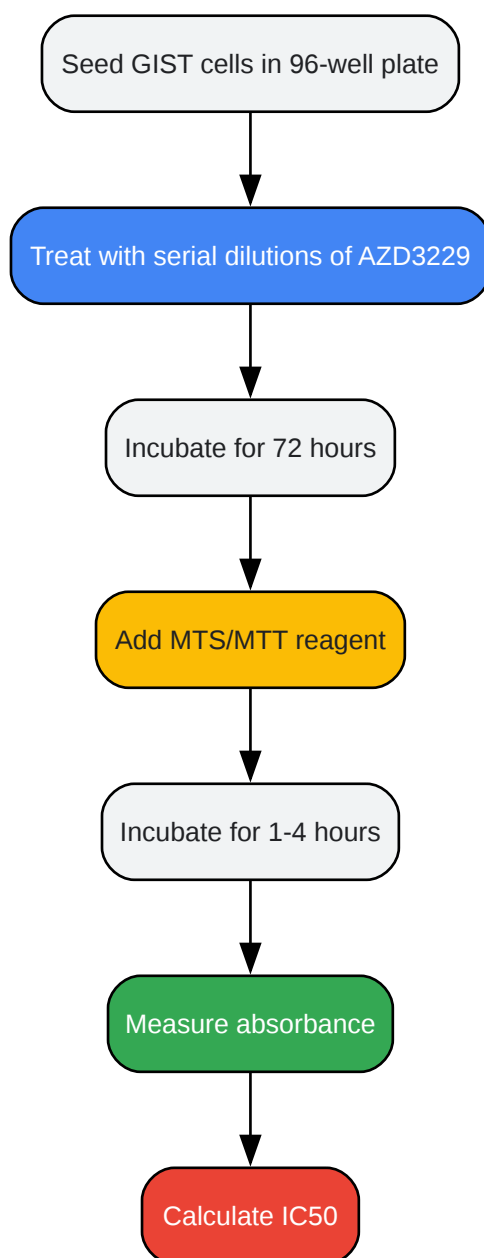 Seed GIST cells in 96-well plate
Treat with serial dilutions of AZD3229
Incubate for 72 hours
Add MTS/MTT reagent
Incubate for 1-4 hours
Measure absorbance
Calculate IC50